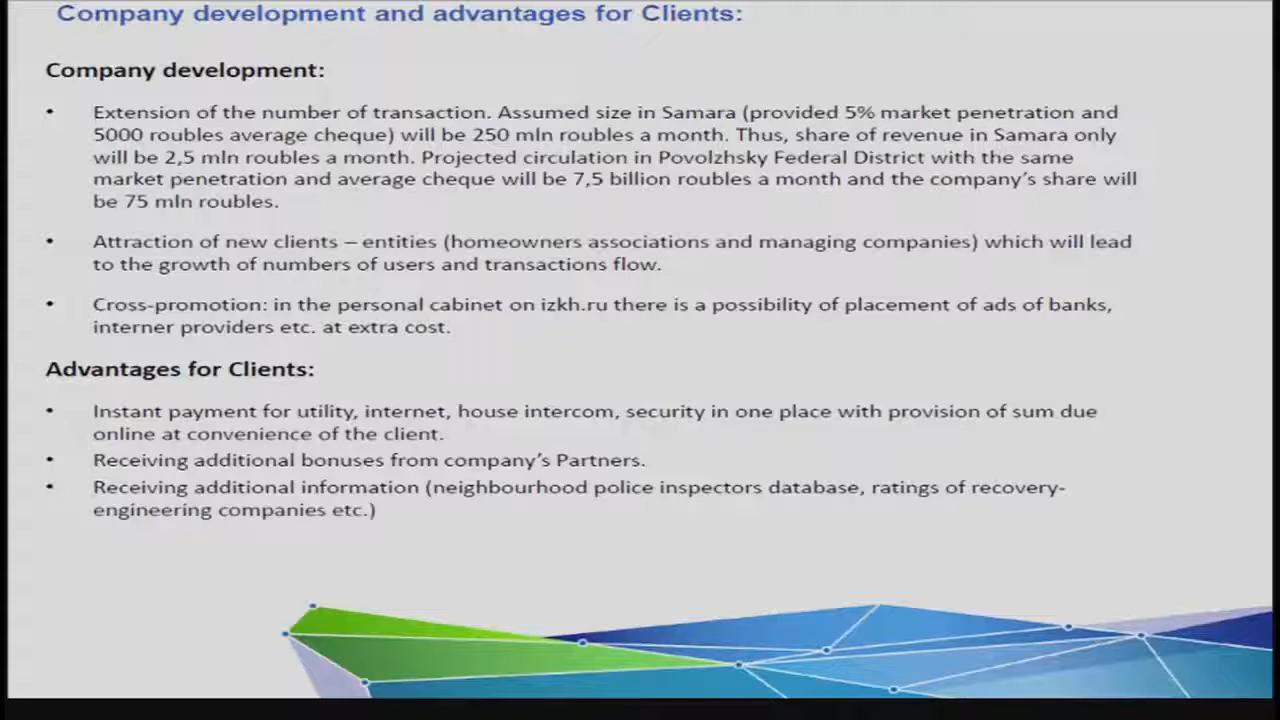 Company development and advantages for Clients:
Company development:
• Extension of the number of transaction. Assumed size in Samara (provided 5% market penetration and
5000 roubles average cheque) will be 250 mln roubles a month. Thus, share of revenue in Samara only
will be 2,5 mln roubles a month. Projected circulation in Povolzhsky Federal District with the same
market penetration and average cheque will be 7,5 billion roubles a month and the company’s share will
be 75 mln roubles.
• Attraction of new clients – entities (homeowners associations and managing companies) which will lead
to the growth of numbers of users and transactions flow.
• Cross-promotion: in the personal cabinet on izkh.ru there is a possibility of placement of ads of banks,
interner providers etc. at extra cost.
Advantages for Clients:
• Instant payment for utility, internet, house intercom, security in one place with provision of sum due
online at convenience of the client.
• Receiving additional bonuses from company’s Partners.
• Receiving additional information (neighbourhood police inspectors database, ratings of recovery-
engineering companies etc.)